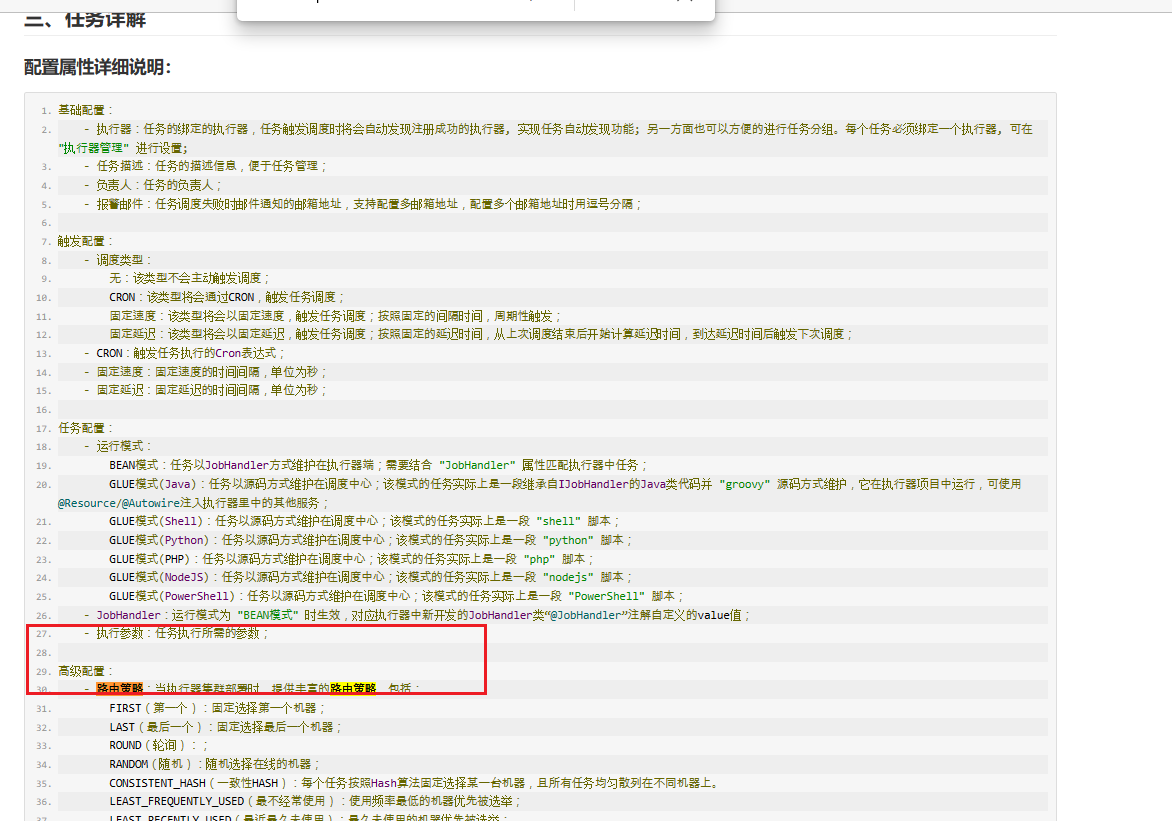 三、任务详解
配置属性详细说明：
1. 基础配置：
2. - 执行器：任务的绑定的执行器，任务触发调度时将会自动发现注册成功的执行器, 实现任务自动发现功能; 另一方面也可以方便的进行任务分组。每个任务必须绑定一个执行器, 可在
"执行器管理" 进行设置;
3. - 任务描述：任务的描述信息，便于任务管理；
4. - 负责人：任务的负责人；
5. - 报警邮件：任务调度失败时邮件通知的邮箱地址，支持配置多邮箱地址，配置多个邮箱地址时用逗号分隔；
6.
7. 触发配置：
8. - 调度类型：
9. 无：该类型不会主动触发调度；
10. CRON：该类型将会通过CRON，触发任务调度；
11. 固定速度：该类型将会以固定速度，触发任务调度；按照固定的间隔时间，周期性触发；
12. 固定延迟：该类型将会以固定延迟，触发任务调度；按照固定的延迟时间，从上次调度结束后开始计算延迟时间，到达延迟时间后触发下次调度；
13. - CRON：触发任务执行的Cron表达式；
14. - 固定速度：固定速度的时间间隔，单位为秒；
15. - 固定延迟：固定延迟的时间间隔，单位为秒；
16.
17. 任务配置：
18. - 运行模式：
19. BEAN模式：任务以JobHandler方式维护在执行器端；需要结合 "JobHandler" 属性匹配执行器中任务；
20. GLUE模式(Java)：任务以源码方式维护在调度中心；该模式的任务实际上是一段继承自IJobHandler的Java类代码并 "groovy" 源码方式维护，它在执行器项目中运行，可使用
@Resource/@Autowire注入执行器里中的其他服务；
21. GLUE模式(Shell)：任务以源码方式维护在调度中心；该模式的任务实际上是一段 "shell" 脚本；
22. GLUE模式(Python)：任务以源码方式维护在调度中心；该模式的任务实际上是一段 "python" 脚本；
23. GLUE模式(PHP)：任务以源码方式维护在调度中心；该模式的任务实际上是一段 "php" 脚本；
24. GLUE模式(NodeJS)：任务以源码方式维护在调度中心；该模式的任务实际上是一段 "nodejs" 脚本；
25. GLUE模式(PowerShell)：任务以源码方式维护在调度中心；该模式的任务实际上是一段 "PowerShell" 脚本；
26. - JobHandler：运行模式为 "BEAN模式" 时生效，对应执行器中新开发的JobHandler类“@JobHandler”注解自定义的value值；
27. - 执行参数：任务执行所需的参数；
28.
29. 高级配置：
30. - 路由策略：当执行器集群部署时，提供丰富的路由策略，包括；
31. FIRST（第一个）：固定选择第一个机器；
32. LAST（最后一个）：固定选择最后一个机器；
33. ROUND（轮询）：；
34. RANDOM（随机）：随机选择在线的机器；
35. CONSISTENT_HASH（一致性HASH）：每个任务按照Hash算法固定选择某一台机器，且所有任务均匀散列在不同机器上。
36. LEAST_FREQUENTLY_USED（最不经常使用）：使用频率最低的机器优先被选举；
37. LEAST_RECENTLY_USED（最近最久未使用）：最久未使用的机器优先被选举；